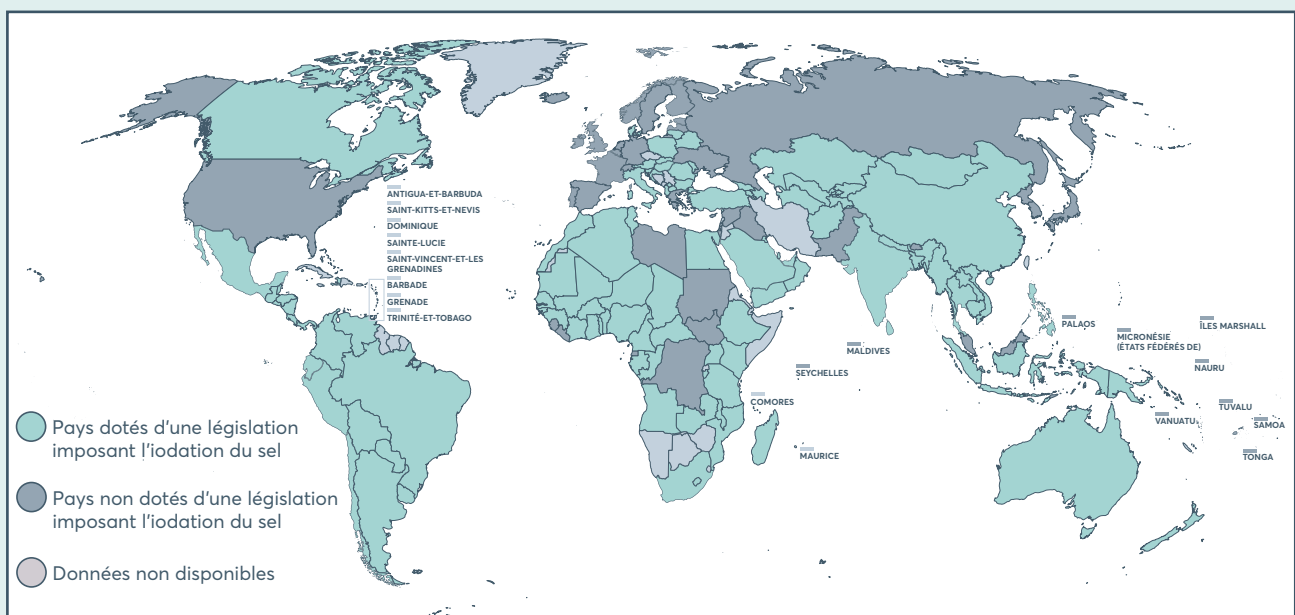 ANTIGUA-ET-BARBUDA
SAINT-KITTS-ET-NEVIS
DOMINIQUE
SAINTE-LUCIE
SAINT-VINCENT-ET-LES
GRENADINES
BARBADE
GRENADE
TRINITÉ-ET-TOBAGO
PALAOS
MICRONÉSIE
(ÉTATS FÉDÉRÉS DE)
ÎLES MARSHALL
MALDIVES
NAURU
SEYCHELLES
COMORES
TUVALU
VANUATU
SAMOA
MAURICE
TONGA
Pays dotés d'une législation
imposant l'iodation du sel
Pays non dotés d'une législation
imposant l'iodation du sel
Données non disponibles